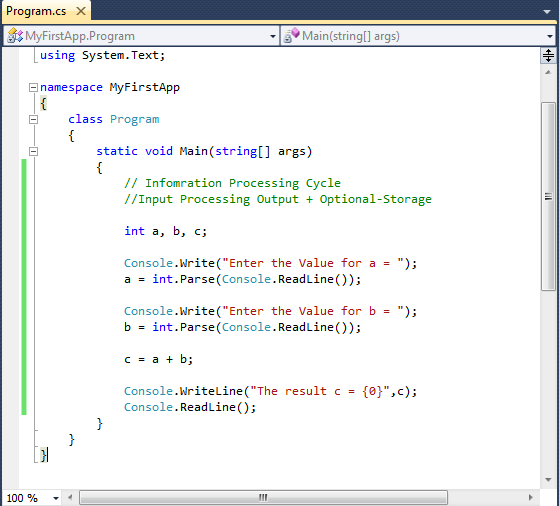 Program.cs
MyFirstApp.Program
Main(string[] args)
using System.Text;
namespace MyFirstApp
{
class Program
{
static void Main(string[] args)
{
// Infomration Processing Cycle
//Input Processing Output + Optional-Storage
int a, b, c;
Console.Write("Enter the Value for a = ");
a = int.Parse(Console.ReadLine());
Console.Write("Enter the Value for b = ");
b = int.Parse(Console.ReadLine());
c = a + b;
Console.WriteLine("The result c = {0}",c);
Console.ReadLine();
}
}
}
100 %